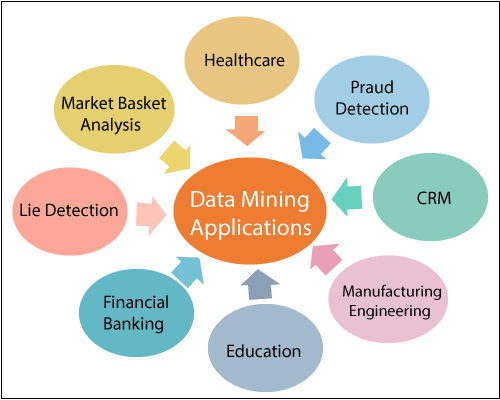 Healthcare
Praud
Detection
CRM
Manufacturing
Engineering
Education
Financial
Banking
Lie Detection
Market Basket
Analysis
Data Mining
Applications